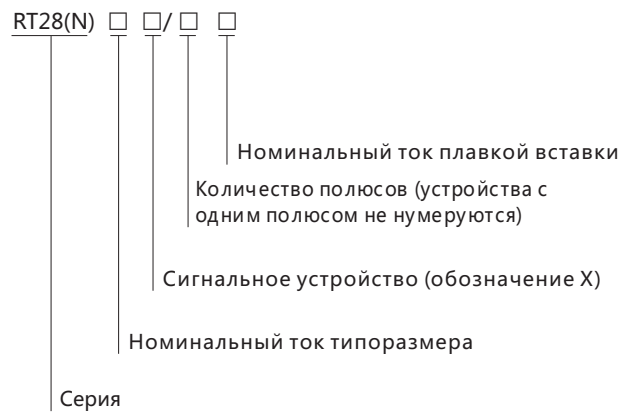 RT28(N) □ □/□ □
Номинальный ток плавкой вставки
Количество полюсов (устройства с
одним полюсом не нумеруются)
Сигнальное устройство (обозначение X)
Номинальный ток типоразмера
Серия